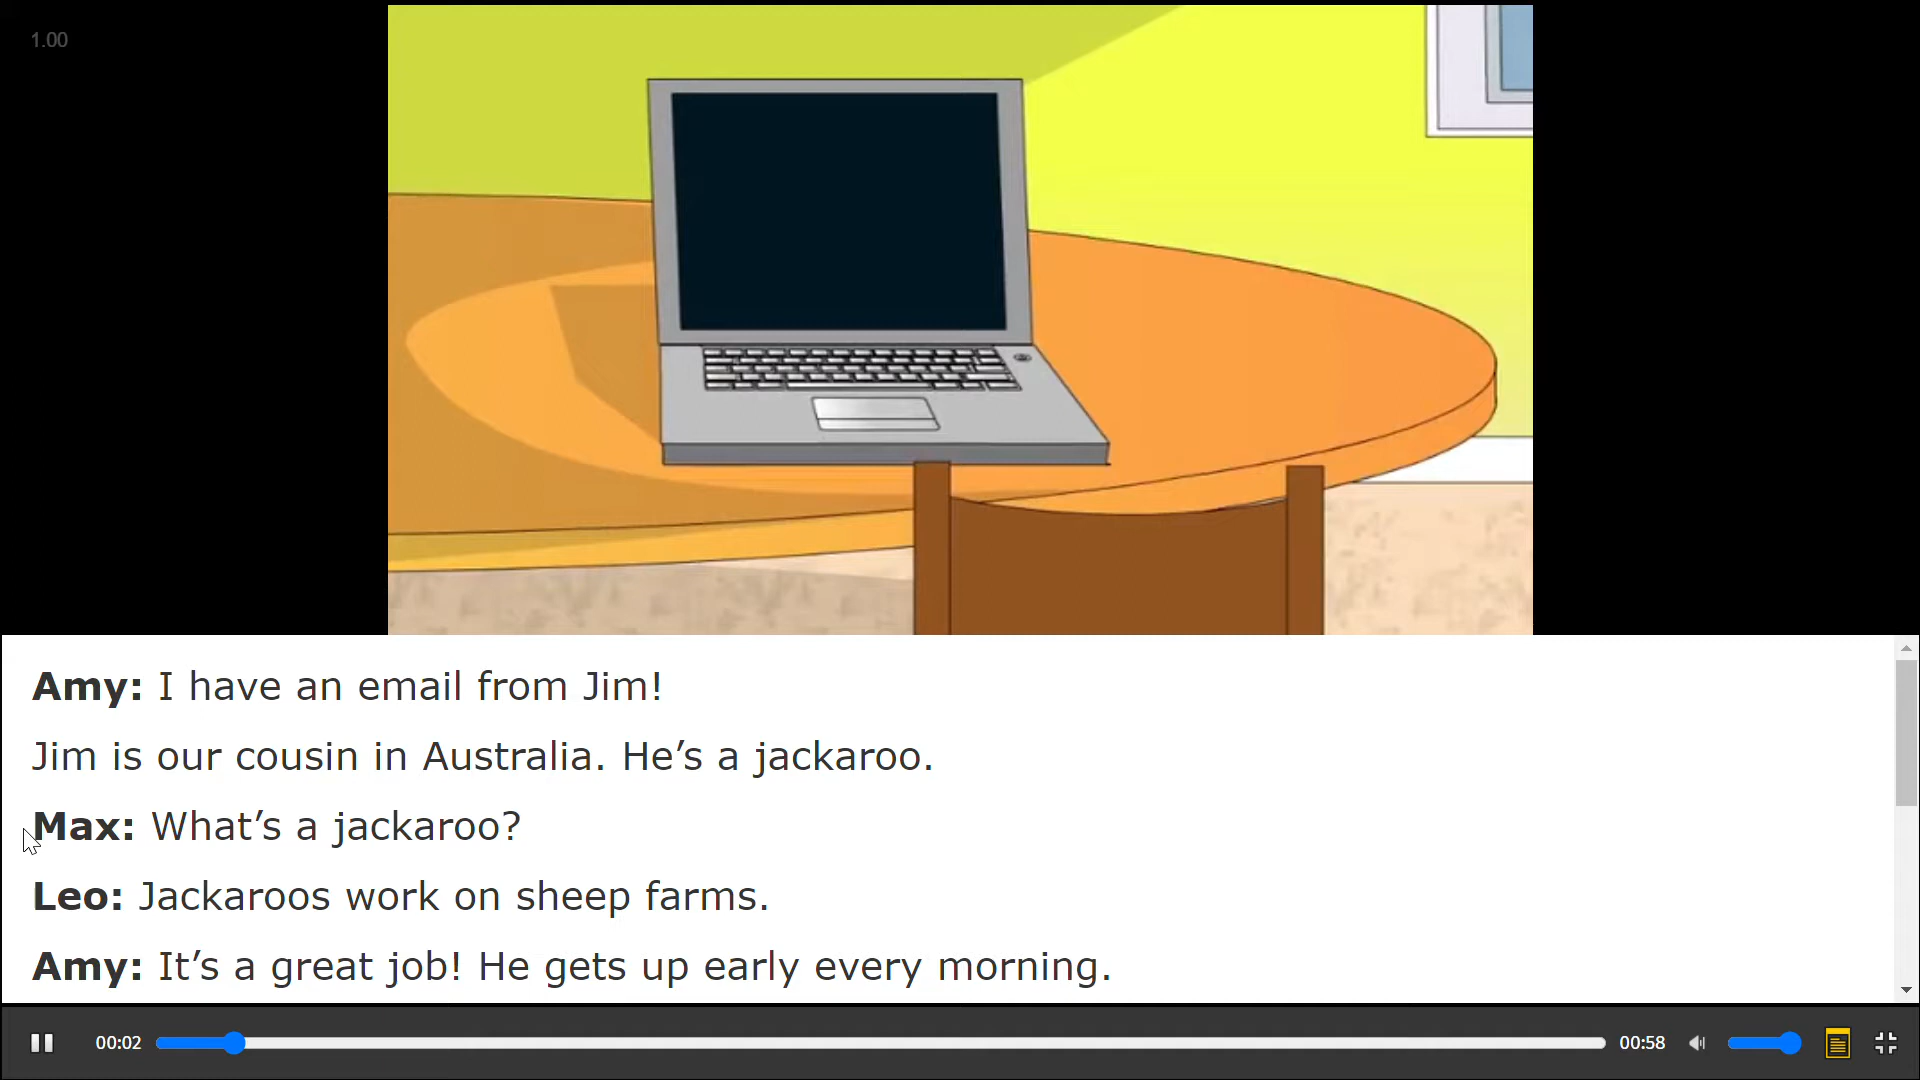 1.00
Amy: I have an email from Jim!
Jim is our cousin in Australia. He’s a jackaroo.
Max: What’s a jackaroo?
Leo: Jackaroos work on sheep farms.
Amy: It’s a great job! He gets up early every morning.
00:02
00:58